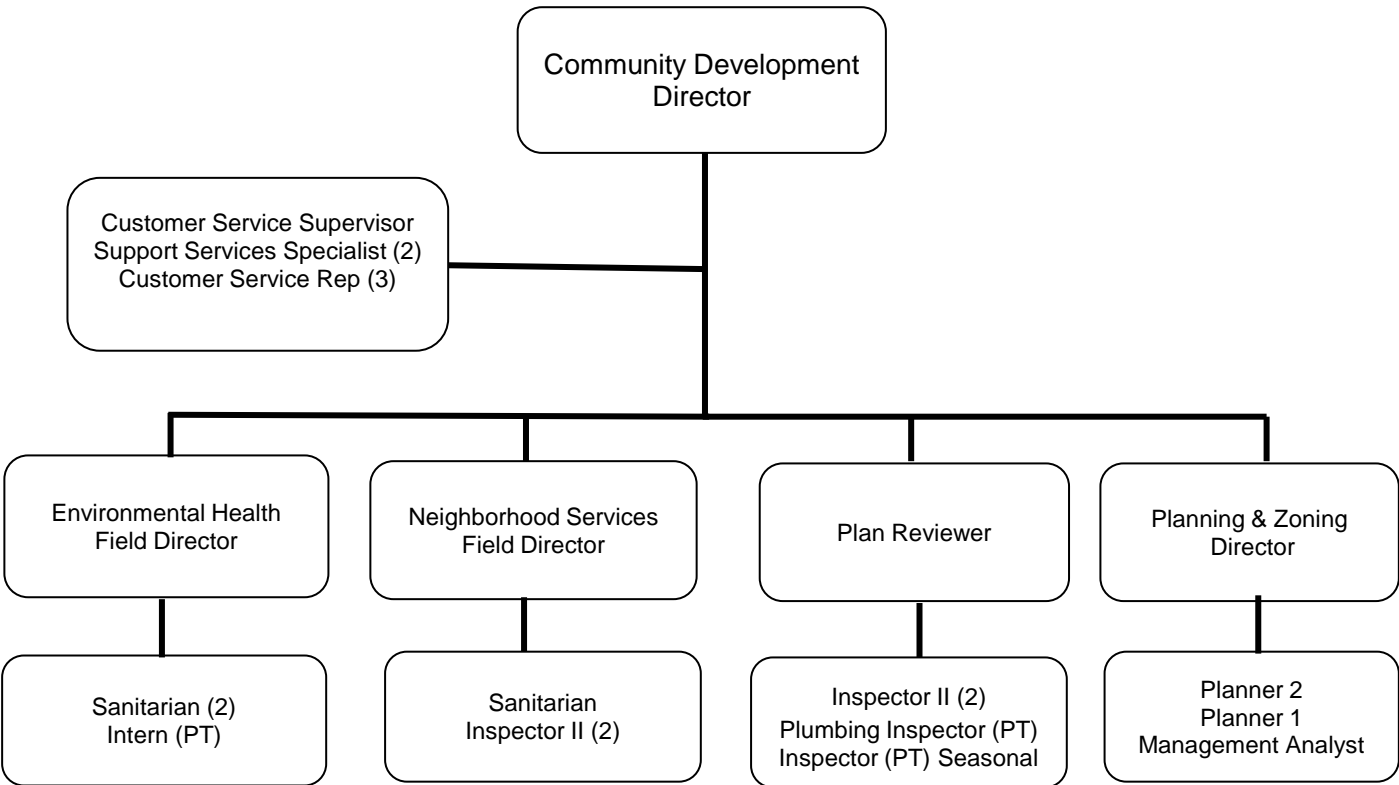 Community Development
Director
Customer Service Supervisor
Support Services Specialist (2)
Customer Service Rep (3)
Environmental Health
Field Director
Neighborhood Services
Field Director
Plan Reviewer
Planning & Zoning
Director
Sanitarian (2)
Intern (PT)
Sanitarian
Inspector II (2)
Inspector II (2)
Plumbing Inspector (PT)
Inspector (PT) Seasonal
Planner 2
Planner 1
Management Analyst